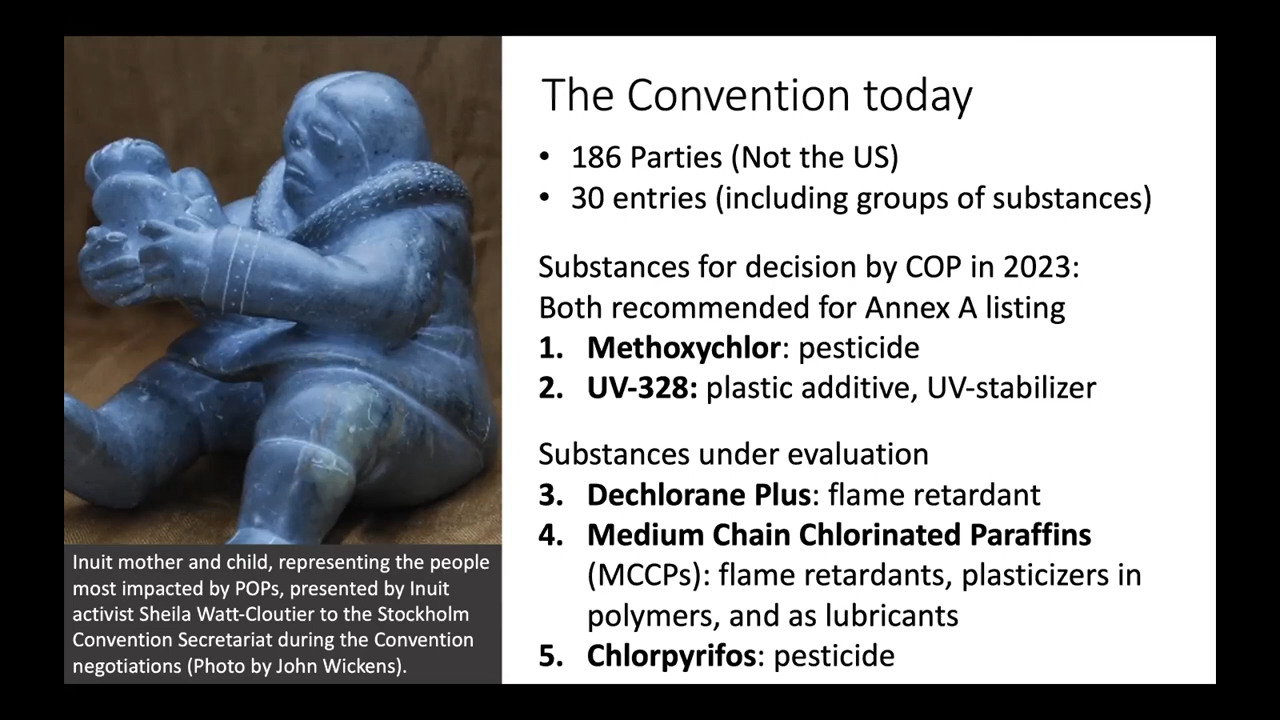 The Convention today
• 186 Parties (Not the US)
• 30 entries (including groups of substances)
Substances for decision by COP in 2023:
Both recommended for Annex A listing
1. Methoxychlor: pesticide
2. UV-328: plastic additive, UV-stabilizer
Substances under evaluation
3. Dechlorane Plus: flame retardant
4. Medium Chain Chlorinated Paraffins
(MCCPs): flame retardants, plasticizers in
polymers, and as lubricants
5. Chlorpyrifos: pesticide
Inuit mother and child, representing the people
most impacted by POPs, presented by Inuit
activist Sheila Watt-Cloutier to the Stockholm
Convention Secretariat during the Convention
negotiations (Photo by John Wickens).